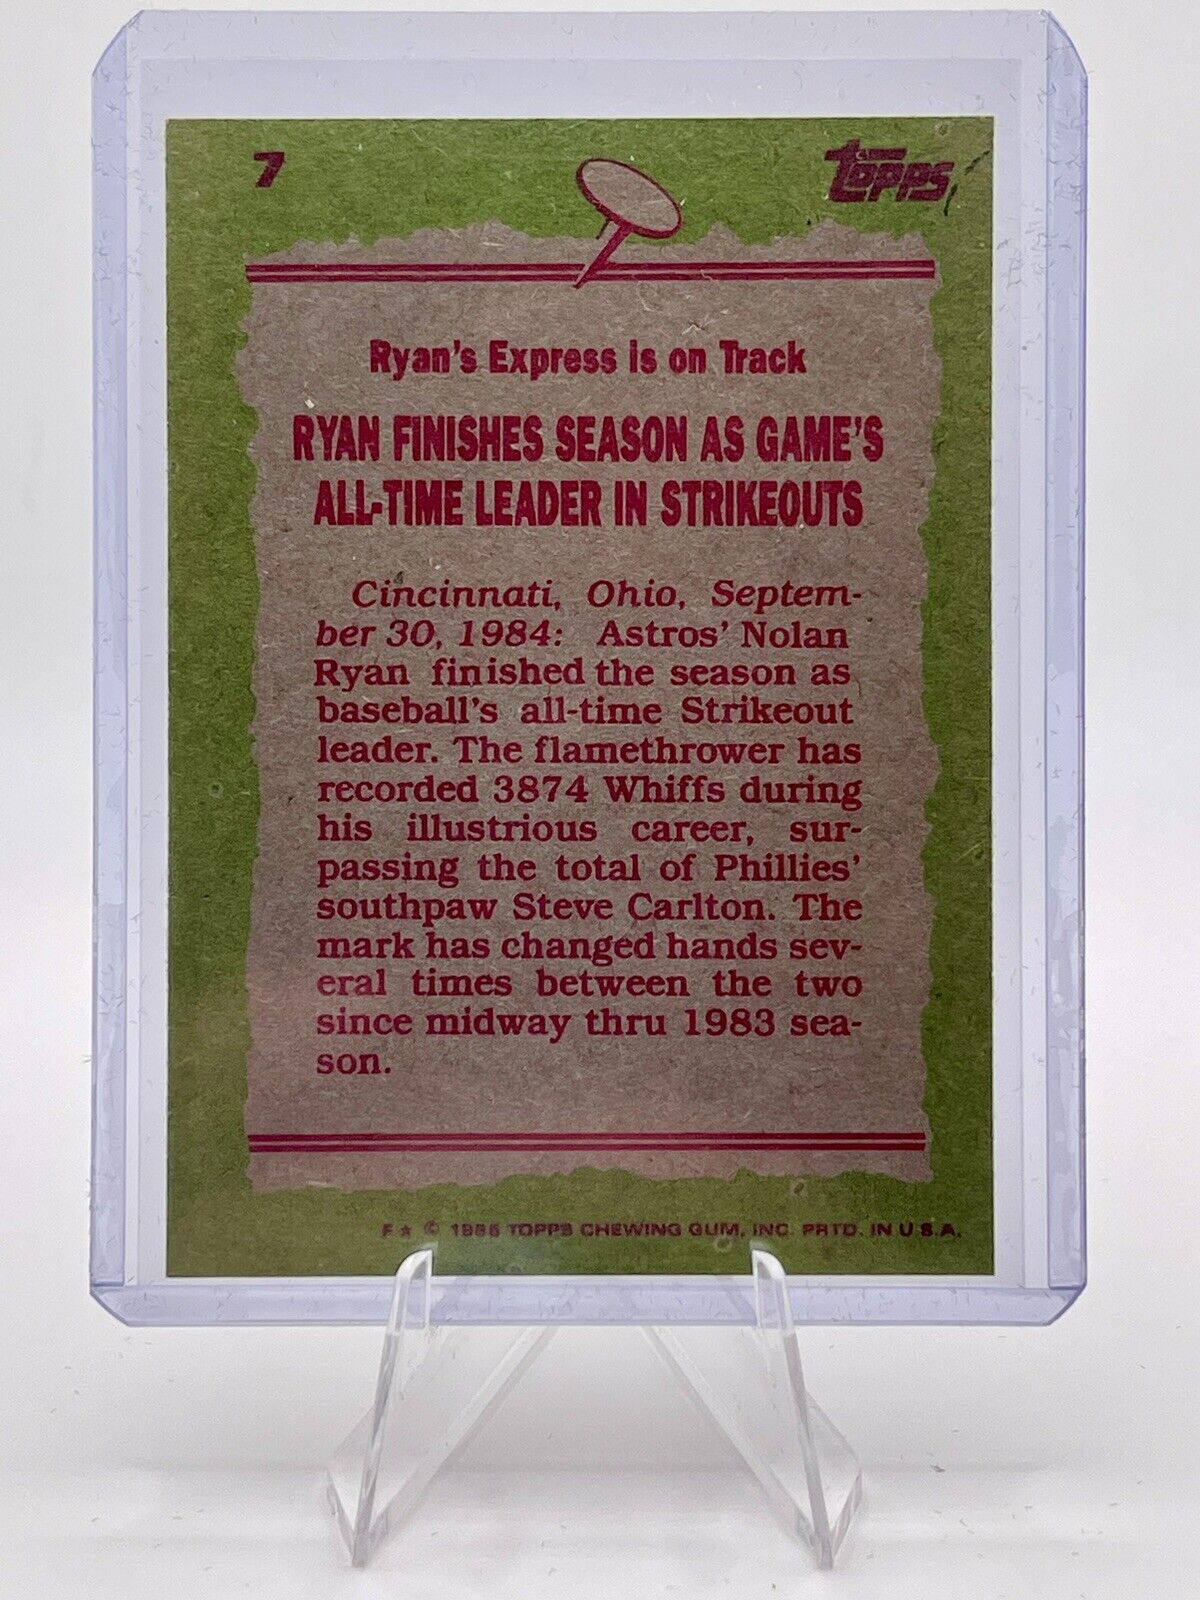 7
TOPPS
Ryan's Express is on Track
RYAN FINISHES SEASON AS GAME'S
ALL-TIME LEADER IN STRIKEOUTS
Cincinnati, Ohio, Septem-
ber 30, 1984: Astros' Nolan
Ryan finished the season as
baseball's all-time Strikeout
leader. The flamethrower has
recorded 3874 Whiffs during
his illustrious career, sur-
passing the total of Phillies'
southpaw Steve Carlton. The
mark has changed hands sev-
eral times between the two
since midway thru 1983 sea-
son.
F★ © 1985 TOPPS CHEWING GUM, INC. PRTD. IN U.S.A.